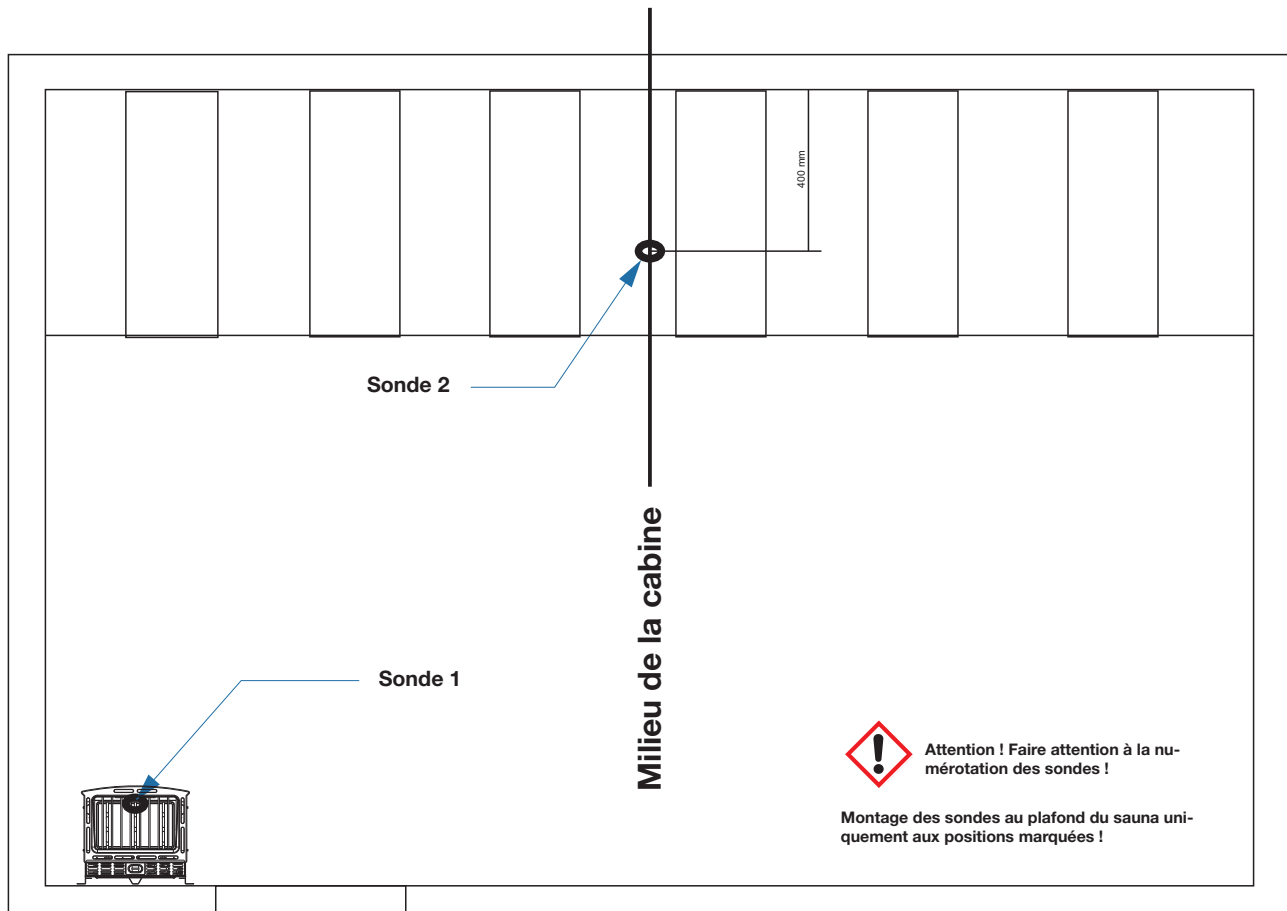 400 mm
Sonde 2
Milieu de la cabine
Sonde 1
Attention ! Faire attention à la nu-
mérotation des sondes !
Montage des sondes au plafond du sauna uni-
quement aux positions marquées !